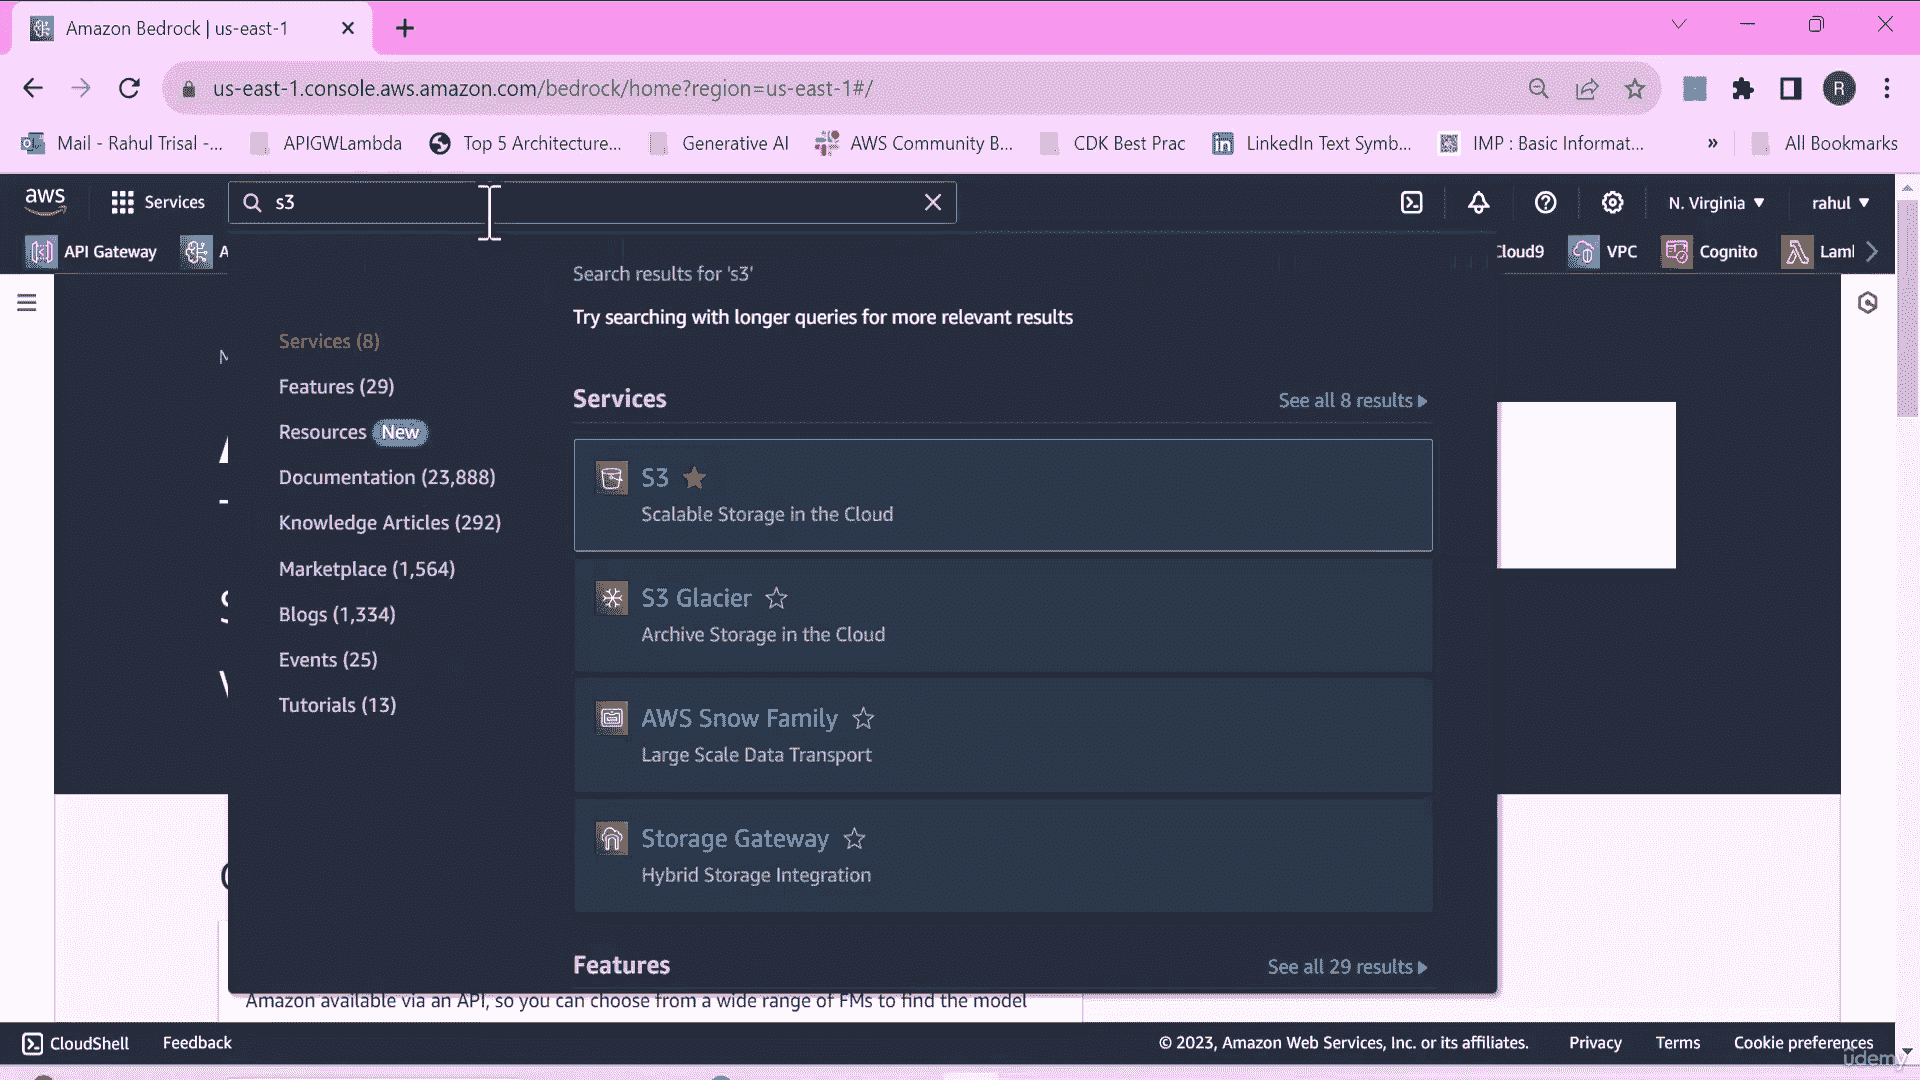 Amazon Bedrock | us-east-1
us-east-1.console.aws.amazon.com/bedrock/home?region=us-east-1#/
R
Mail - Rahul Trisal -... APIGWLambda Top 5 Architecture... Generative AI AWS Community B... CDK Best Prac LinkedIn Text Symb... IMP : Basic Informat... » All Bookmarks
aws Services s3 N. Virginia rahul
API Gateway A Cloud9 VPC Cognito Laml
Search results for 's3'
Try searching with longer queries for more relevant results
Services (8)
Features (29)
Resources New
Documentation (23,888)
Knowledge Articles (292)
Marketplace (1,564)
Blogs (1,334)
Events (25)
Tutorials (13)
Services See all 8 results
S3
Scalable Storage in the Cloud
S3 Glacier
Archive Storage in the Cloud
AWS Snow Family
Large Scale Data Transport
Storage Gateway
Hybrid Storage Integration
Features See all 29 results
Amazon available via an API, so you can choose from a wide range of FMs to find the model
CloudShell Feedback © 2023, Amazon Web Services, Inc. or its affiliates. Privacy Terms Cookie preferences
udemy